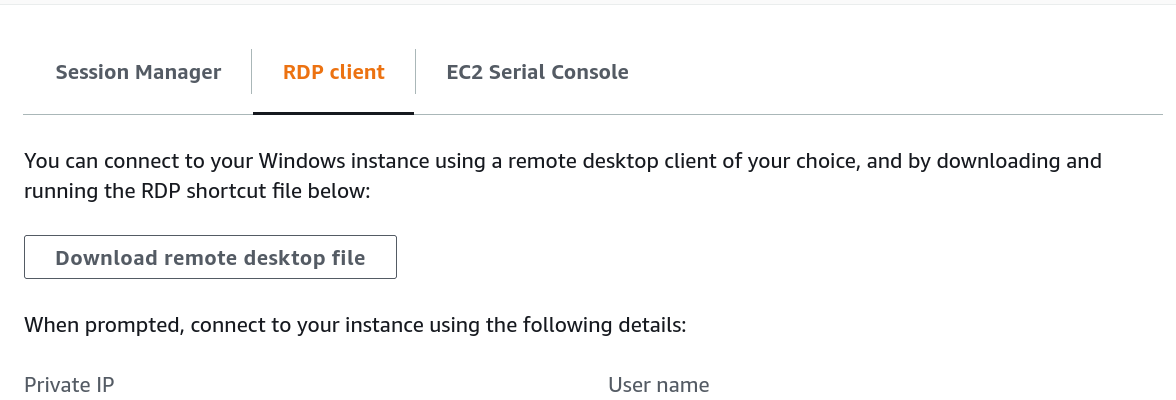 Session Manager
RDP client
EC2 Serial Console
You can connect to your Windows instance using a remote desktop client of your choice, and by downloading and
running the RDP shortcut file below:
Download remote desktop file
When prompted, connect to your instance using the following details:
Private IP
User name